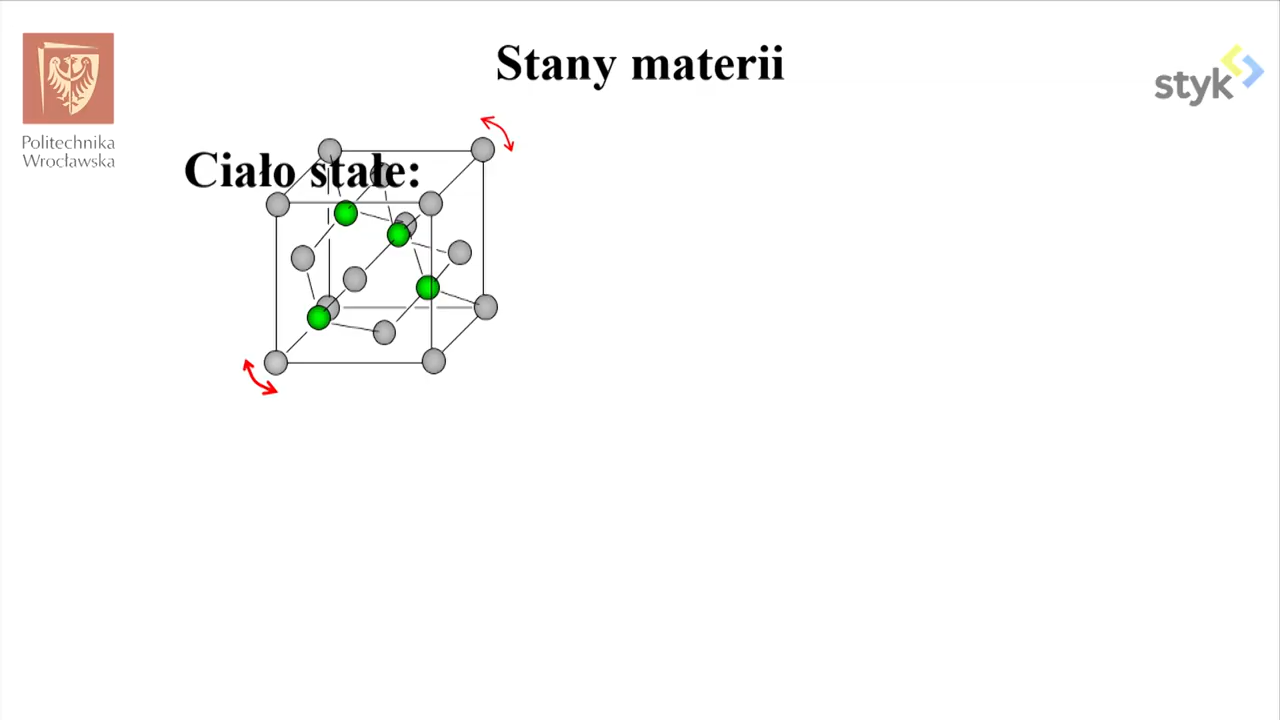 Stany materii
styk
Politechnika
Wrocławska
Ciało stałe: